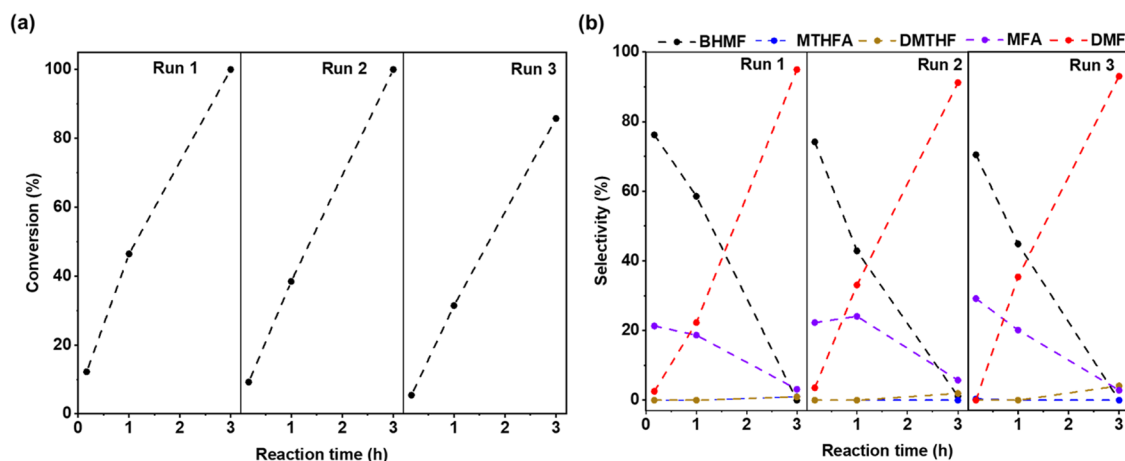 (a)
Conversion (%)
100
80
60
40
20
0
Run 1
Run 2
Run 3
0 1 2 3 1 2 3 1 2 3
Reaction time (h)
(b)
BHMF MTHFA DMTHF MFA DMF
Selectivity (%)
100
80
60
40
20
0
Run 1
Run 2
Run 3
0 1 2 3 1 2 3 1 2 3
Reaction time (h)